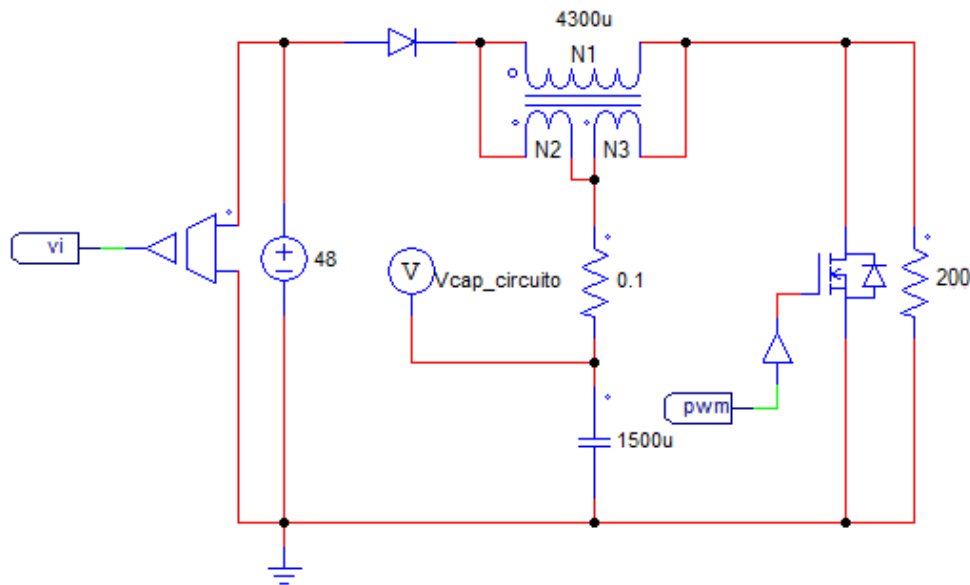 4300u
N1
N2
N3
vi
48
V
Vcap_circuito
0.1
200
pwm
1500u